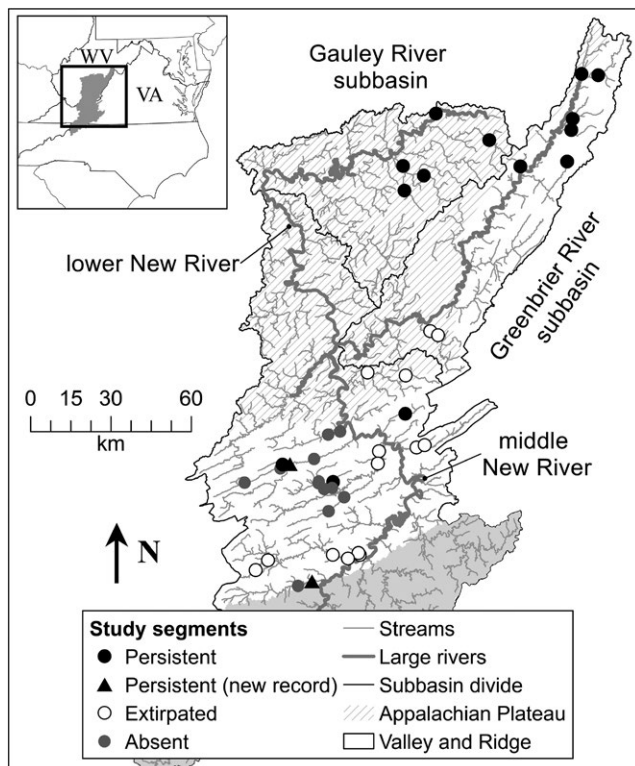 WV
VA
Gauley River
subbasin
lower New River
Greenbrier River
subbasin
0 15 30 60
km
middle
New River
N
Study segments
Persistent
Persistent (new record)
Extirpated
Absent
Streams
Large rivers
Subbasin divide
Appalachian Plateau
Valley and Ridge